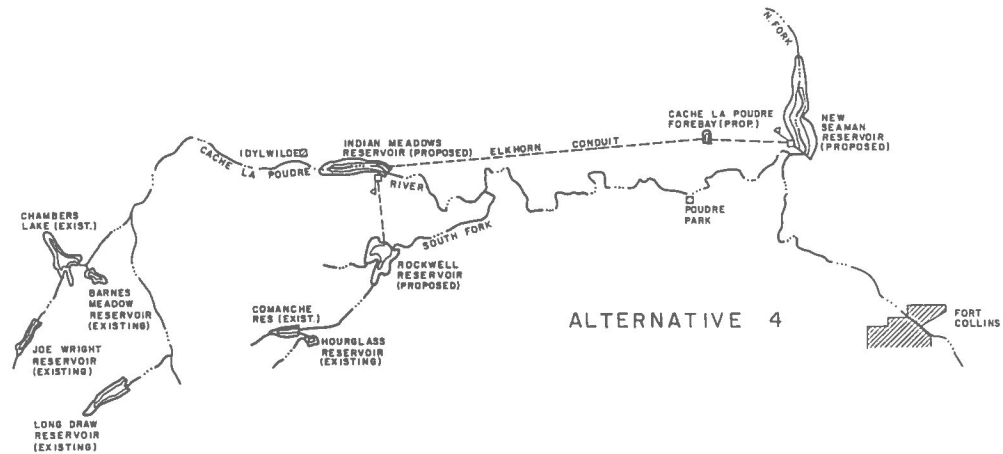 N. FORK
CACHE LA POUDRE
FOREBAY (PROP.)
NEW
SEAMAN
RESERVOIR
(PROPOSED)
INDIAN MEADOWS
RESERVOIR (PROPOSED)
ELKHORN CONDUIT
IDYLWILDE
CACHE LA POUDRE
RIVER
POUDRE
PARK
SOUTH FORK
CHAMBERS
LAKE (EXIST.)
BARNES
MEADOW
RESERVOIR
(EXISTING)
ROCKWELL
RESERVOIR
(PROPOSED)
COMANCHE
RES (EXIST.)
HOURGLASS
RESERVOIR
(EXISTING)
ALTERNATIVE 4
FORT
COLLINS
JOE WRIGHT
RESERVOIR
(EXISTING)
LONG DRAW
RESERVOIR
(EXISTING)